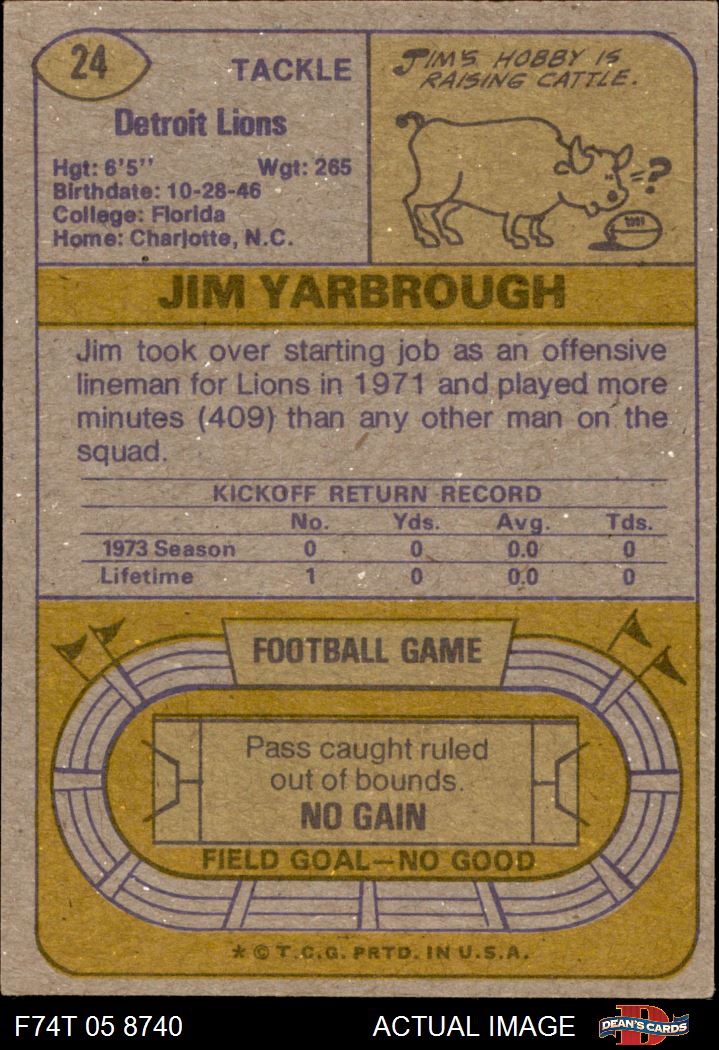 24
TACKLE
Detroit Lions
Hgt: 6'5" Wgt: 265
Birthdate: 10-28-46
College: Florida
Home: Charlotte, N.C.
JIM'S HOBBY IS
RAISING CATTLE.
=?
JIM YARBROUGH
Jim took over starting job as an offensive
lineman for Lions in 1971 and played more
minutes (409) than any other man on the
squad.
KICKOFF RETURN RECORD
No. Yds. Avg. Tds.
1973 Season 0 0 0.0 0
Lifetime 1 0 0.0 0
FOOTBALL GAME
Pass caught ruled
out of bounds.
NO GAIN
FIELD GOAL—NO GOOD
* © T.C.G. PRTD. IN U.S.A.
F74T 05 8740 ACTUAL IMAGE D DEAN'S CARDS